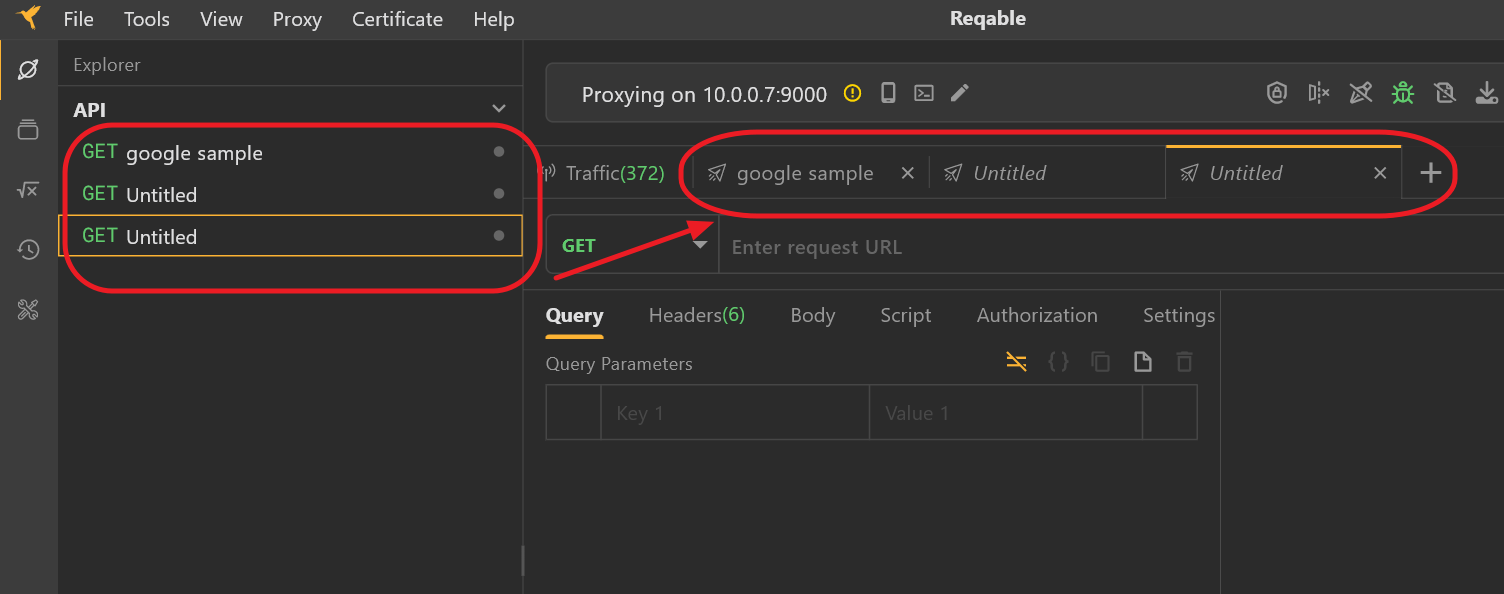 File Tools View Proxy Certificate Help Reqable
Explorer
API
GET google sample
GET Untitled
GET Untitled
Proxying on 10.0.0.7:9000
Traffic(372) google sample Untitled Untitled
GET Enter request URL
Query Headers(6) Body Script Authorization Settings
Query Parameters
Key 1 Value 1